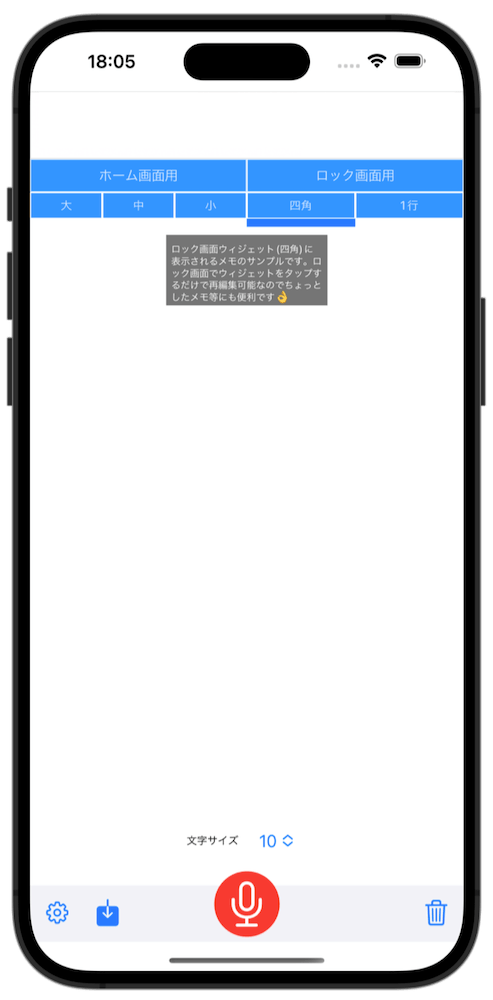 18:05
ホーム画面用 ロック画面用
大 中 小 四角 1行
ロック画面ウィジェット (四角) に
表示されるメモのサンプルです。ロ
ック画面でウィジェットをタップす
るだけで再編集可能なのでちょっと
したメモ等にも便利です👌
文字サイズ 10